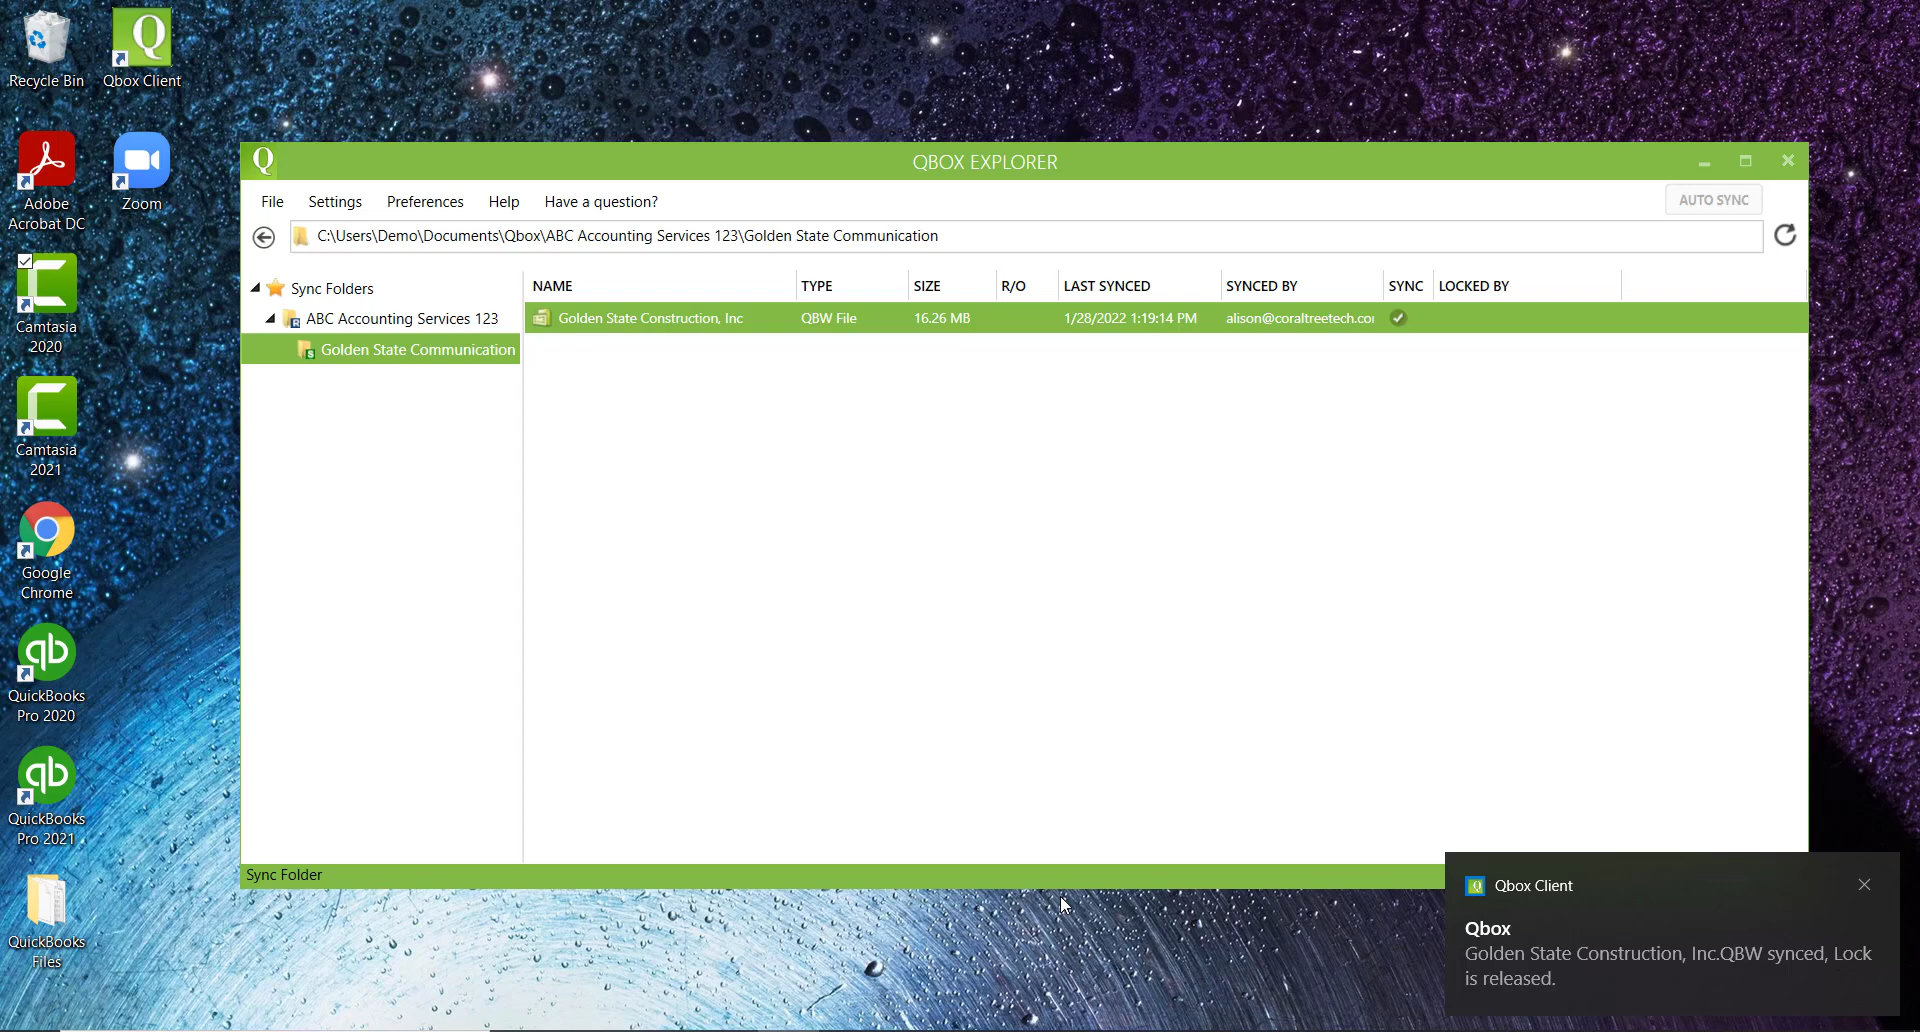 Recycle Bin
Qbox Client
Adobe
Acrobat DC
Zoom
Camtasia
2020
Camtasia
2021
Google
Chrome
QuickBooks
Pro 2020
QuickBooks
Pro 2021
QuickBooks
Files
Q QBOX EXPLORER
File Settings Preferences Help Have a question? AUTO SYNC
C:\Users\Demo\Documents\Qbox\ABC Accounting Services 123\Golden State Communication
Sync Folders
ABC Accounting Services 123
Golden State Communication
NAME TYPE SIZE R/O LAST SYNCED SYNCED BY SYNC LOCKED BY
Golden State Construction, Inc QBW File 16.26 MB 1/28/2022 1:19:14 PM alison@coraltreetech.co
Sync Folder
Qbox Client
Qbox
Golden State Construction, Inc.QBW synced, Lock
is released.